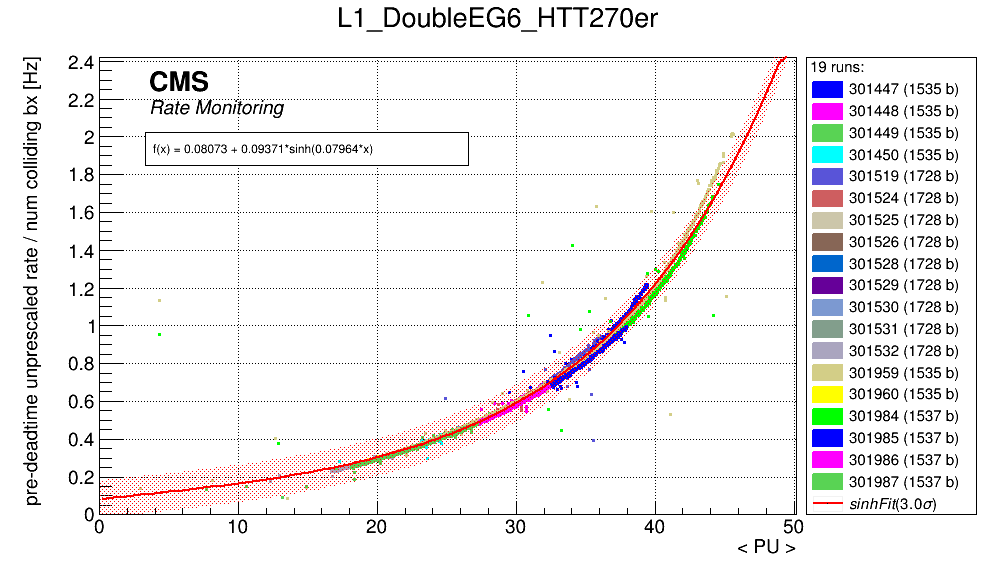 L1_DoubleEG6_HTT270er
pre-deadtime unprescaled rate / num colliding bx [Hz]
2.4
2.2
2
1.8
1.6
1.4
1.2
1
0.8
0.6
0.4
0.2
0
CMS
Rate Monitoring
f(x) = 0.08073 + 0.09371*sinh(0.07964*x)
0 10 20 30 40 50
< PU >
19 runs:
301447 (1535 b)
301448 (1535 b)
301449 (1535 b)
301450 (1535 b)
301519 (1728 b)
301524 (1728 b)
301525 (1728 b)
301526 (1728 b)
301528 (1728 b)
301529 (1728 b)
301530 (1728 b)
301531 (1728 b)
301532 (1728 b)
301959 (1535 b)
301960 (1535 b)
301984 (1537 b)
301985 (1537 b)
301986 (1537 b)
301987 (1537 b)
sinhFit(3.0σ)